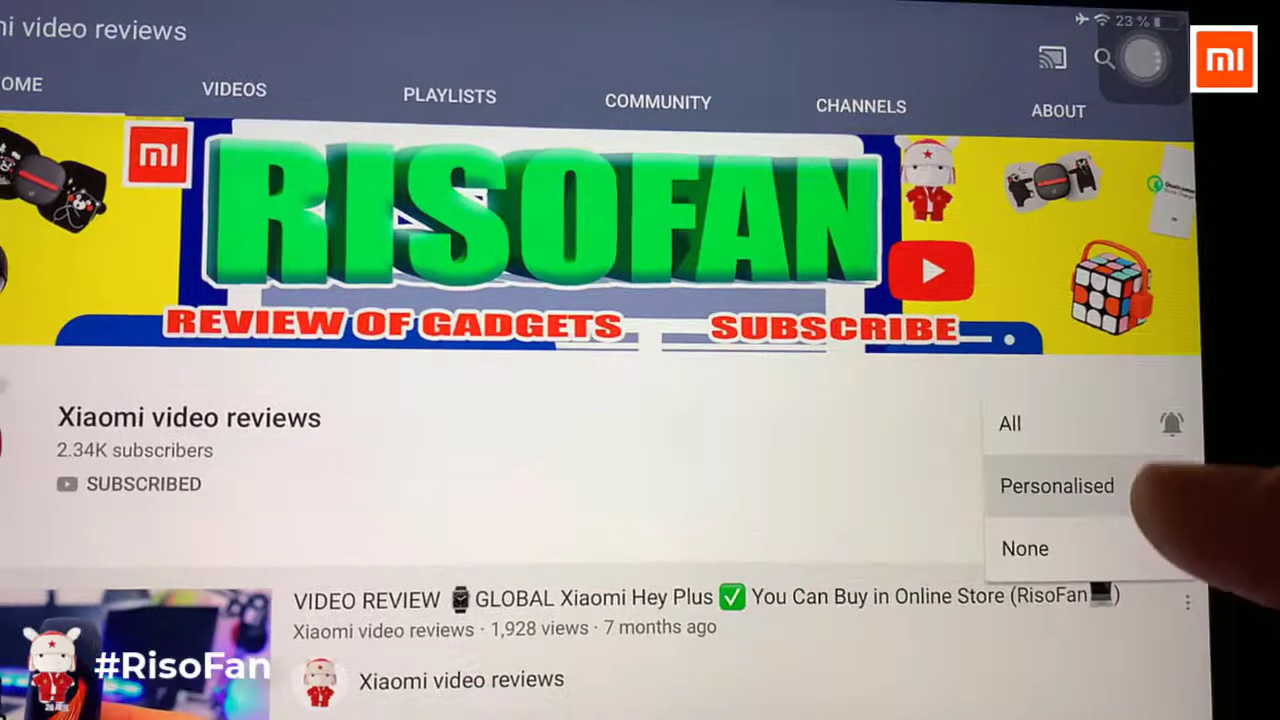 mi video reviews
23 %
mi
OME
VIDEOS
PLAYLISTS
COMMUNITY
CHANNELS
ABOUT
mi
RISOFAN
REVIEW OF GADGETS
SUBSCRIBE
Xiaomi video reviews
2.34K subscribers
SUBSCRIBED
All
Personalised
None
VIDEO REVIEW ⌚ GLOBAL Xiaomi Hey Plus ✅ You Can Buy in Online Store (RisoFan💻)
Xiaomi video reviews · 1,928 views · 7 months ago
Xiaomi video reviews
#RisoFan